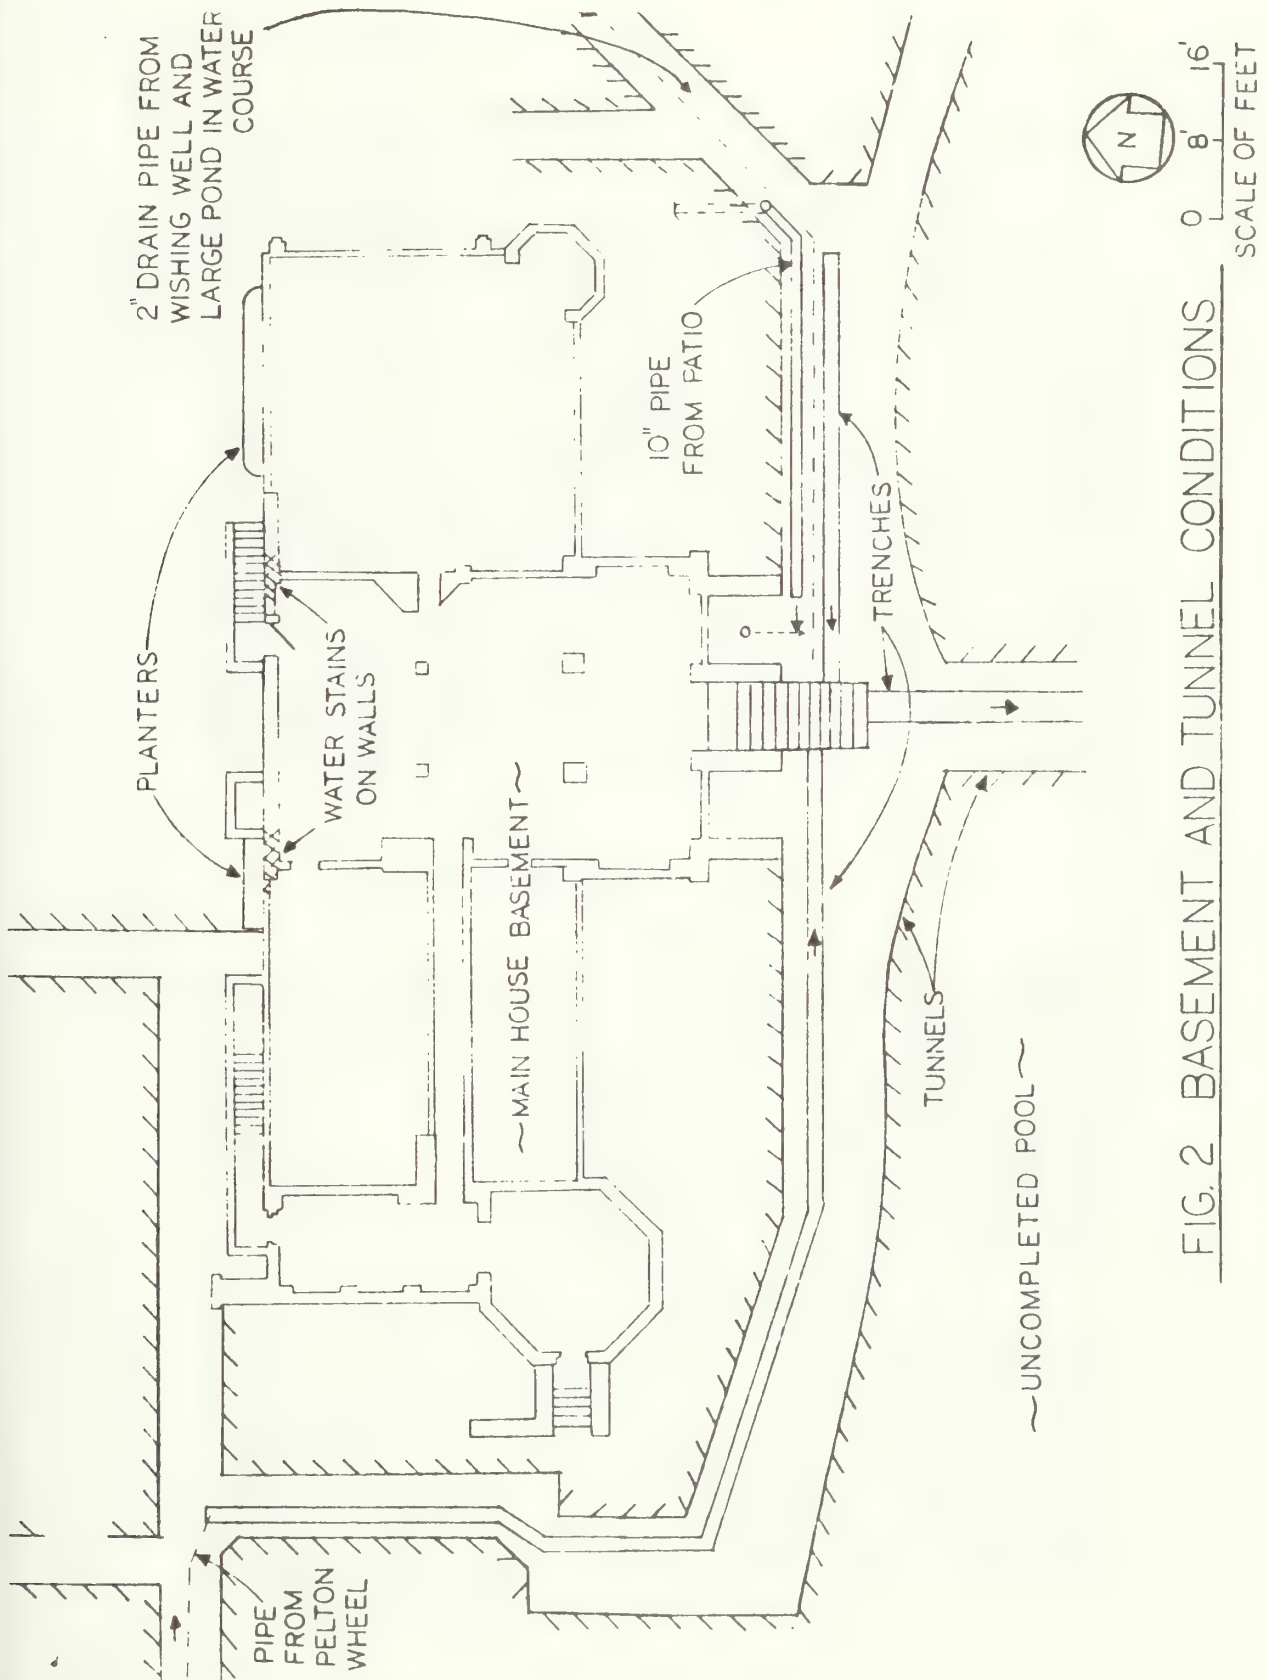 2" DRAIN PIPE FROM
WISHING WELL AND
LARGE POND IN WATER
COURSE
PLANTERS
WATER STAINS
ON WALLS
10" PIPE
FROM PATIO
~MAIN HOUSE BASEMENT~
TRENCHES
TUNNELS
~UNCOMPLETED POOL~
PIPE
FROM
PELTON
WHEEL
N
0 8' 16'
SCALE OF FEET
FIG. 2 BASEMENT AND TUNNEL CONDITIONS